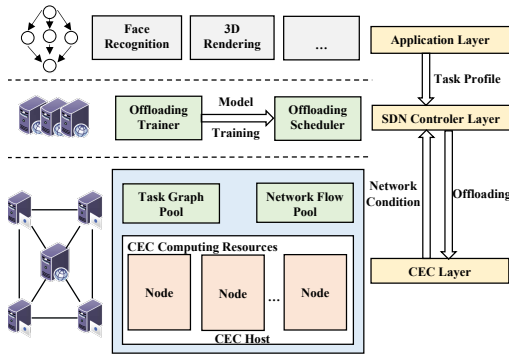 Face
Recognition
3D
Rendering
...
Application Layer
Task Profile
Offloading
Trainer
Model
Training
Offloading
Scheduler
SDN Controler Layer
Network
Condition
Offloading
Task Graph
Pool
Network Flow
Pool
CEC Computing Resources
Node
Node
...
Node
CEC Host
CEC Layer